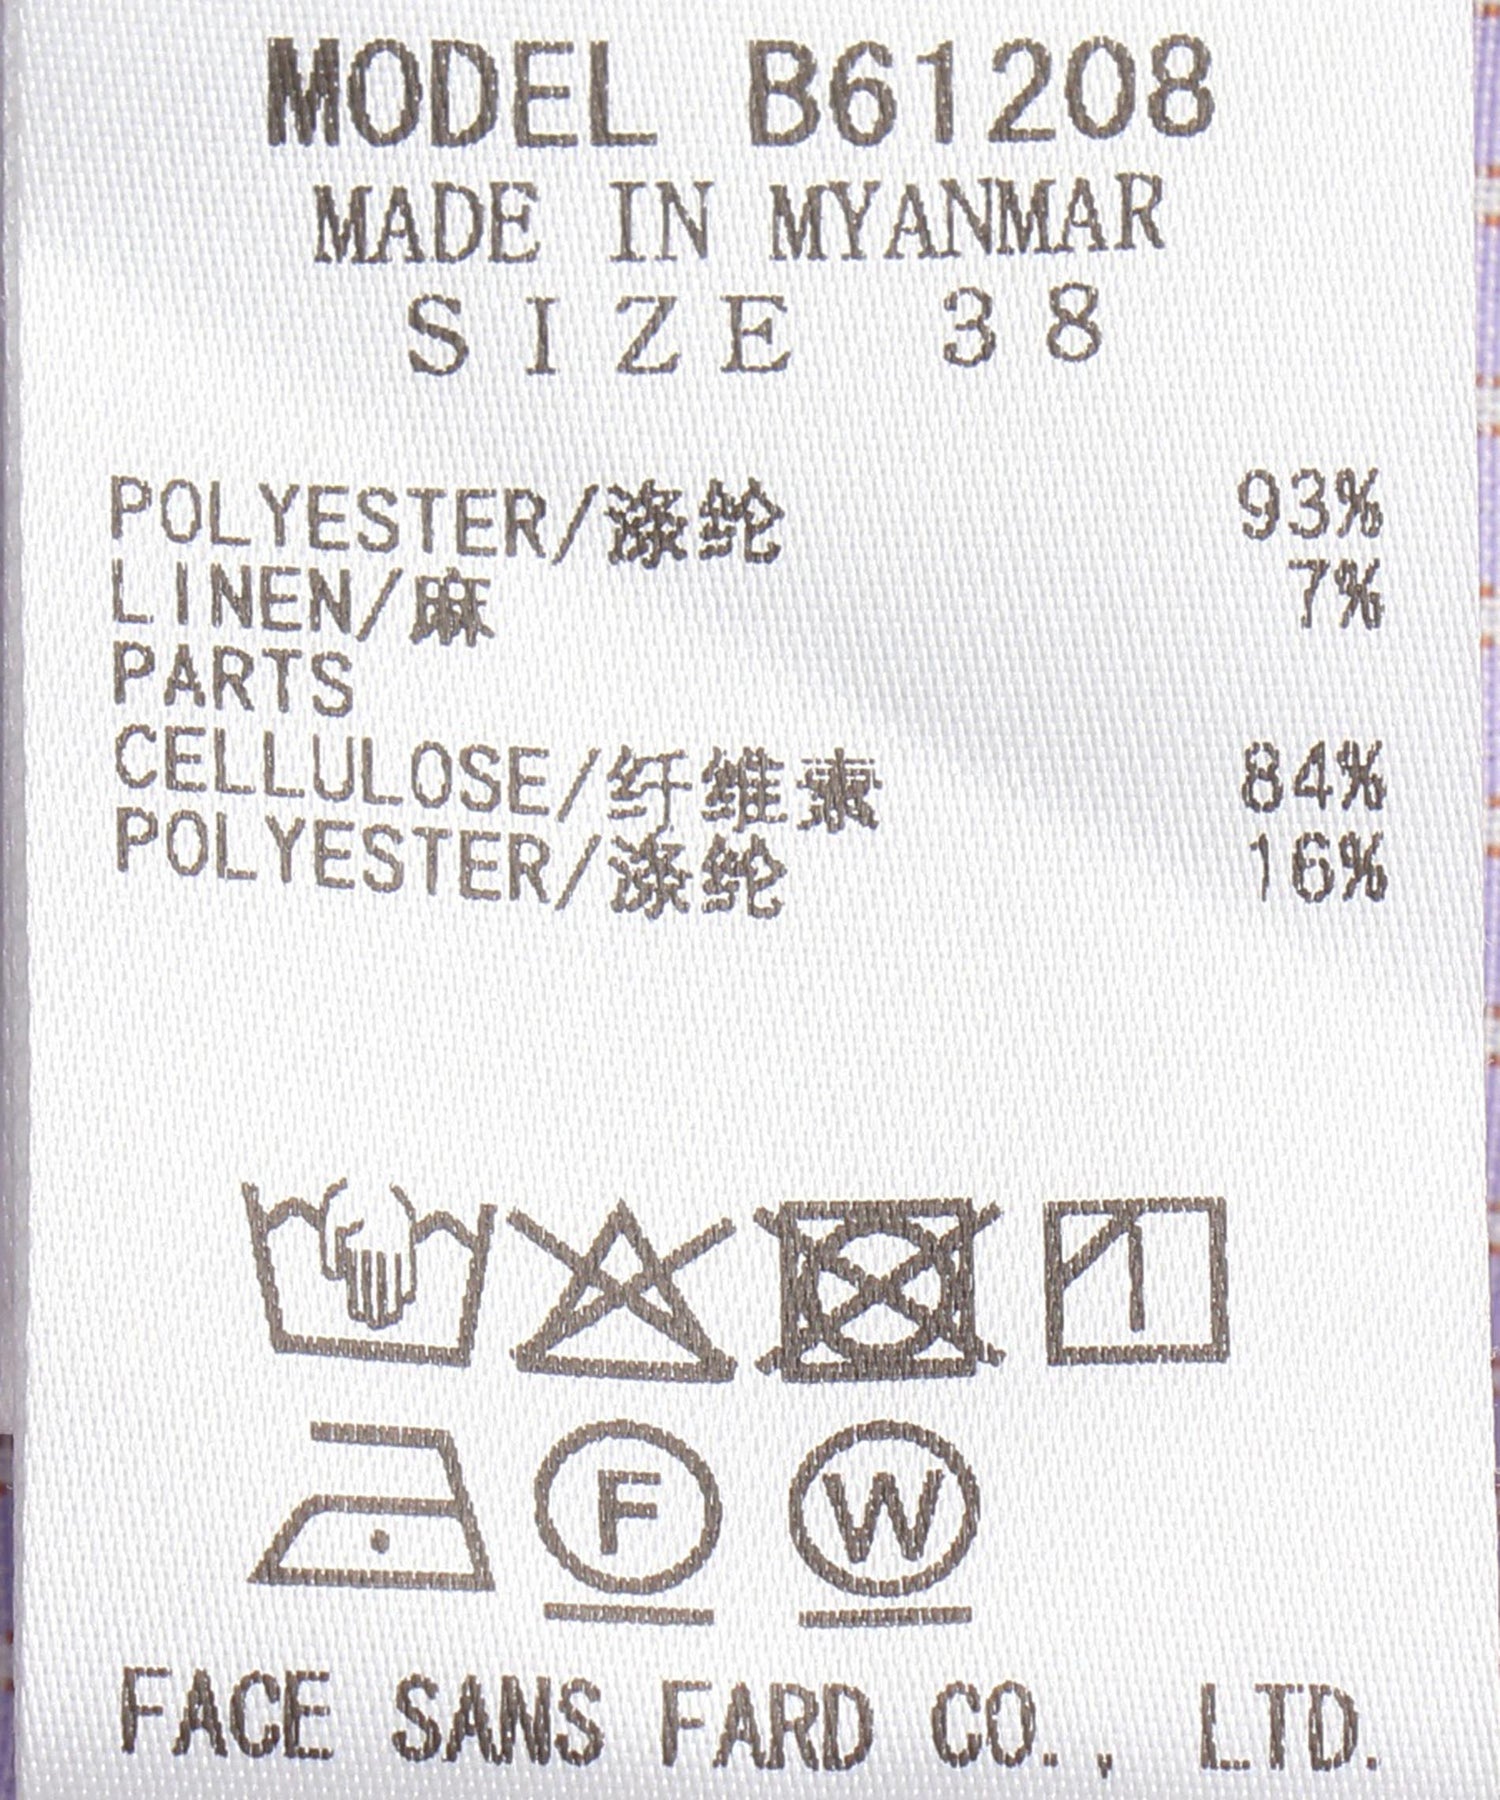 MODEL B61208
MADE IN MYANMAR
SIZE 38
POLYESTER/涤纶 93%
LINEN/麻 7%
PARTS
CELLULOSE/纤维素 84%
POLYESTER/涤纶 16%
F W
FACE SANS FARD CO., LTD.